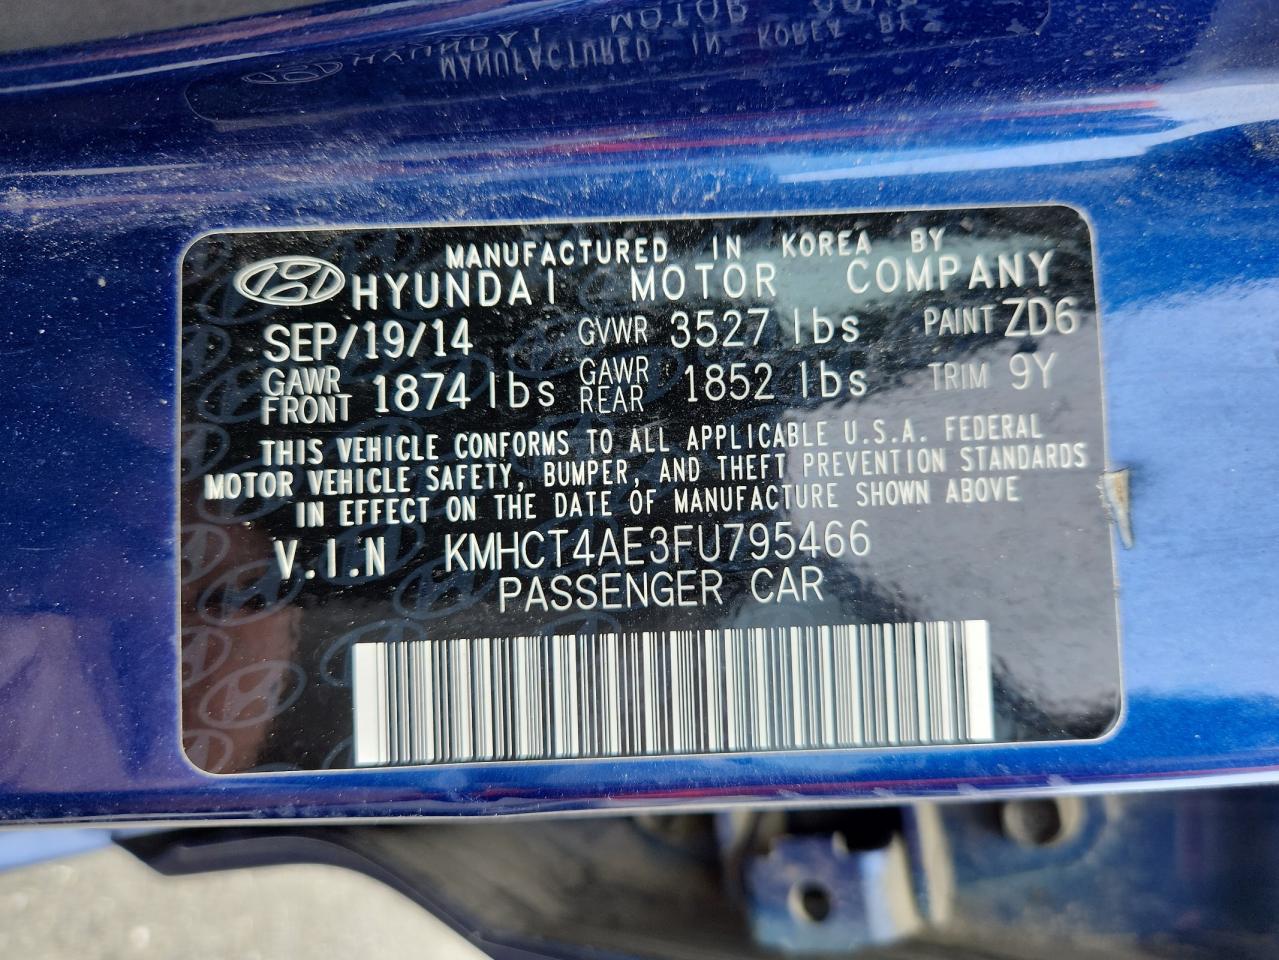 MANUFACTURED IN KOREA BY
HYUNDAI MOTOR COMPANY
SEP/19/14 GVWR 3527 lbs PAINT ZD6
GAWR FRONT 1874 lbs GAWR REAR 1852 lbs TRIM 9Y
THIS VEHICLE CONFORMS TO ALL APPLICABLE U.S.A. FEDERAL
MOTOR VEHICLE SAFETY, BUMPER, AND THEFT PREVENTION STANDARDS
IN EFFECT ON THE DATE OF MANUFACTURE SHOWN ABOVE
V.I.N KMHCT4AE3FU795466
PASSENGER CAR